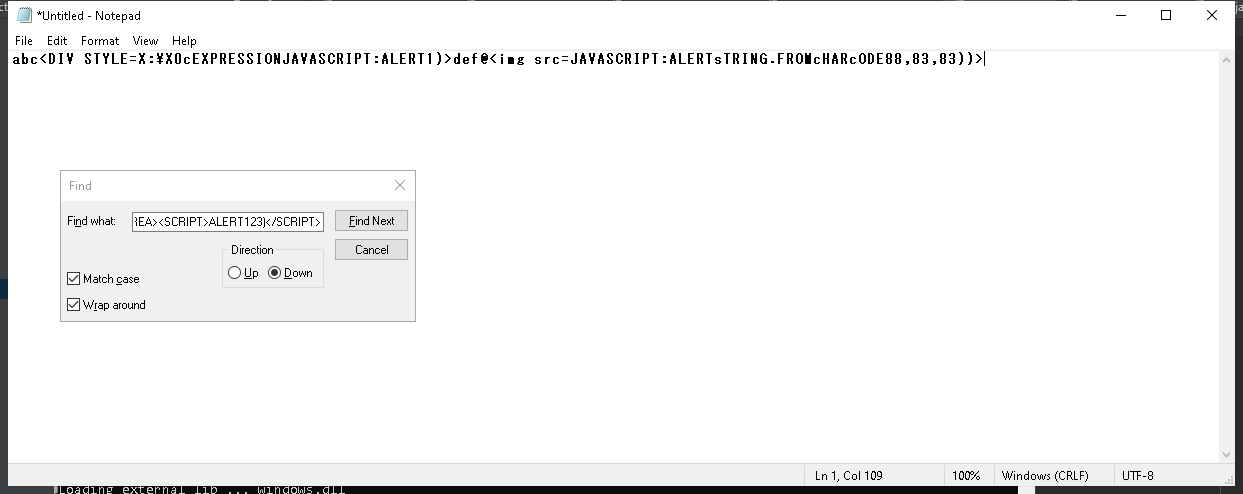 *Untitled - Notepad
File Edit Format View Help
abc<DIV STYLE=X:¥X0cEXPRESSIONJAVASCRIPT:ALERT1)>def@<img src=JAVASCRIPT:ALERTsTRING.FROMcHARcODE88,83,83))>
Find
Find what: EA><SCRIPT>ALERT123)</SCRIPT> Find Next
Direction Cancel
Up Down
Match case
Wrap around
Ln 1, Col 109 100% Windows (CRLF) UTF-8
Loading external lib ... windows.dll